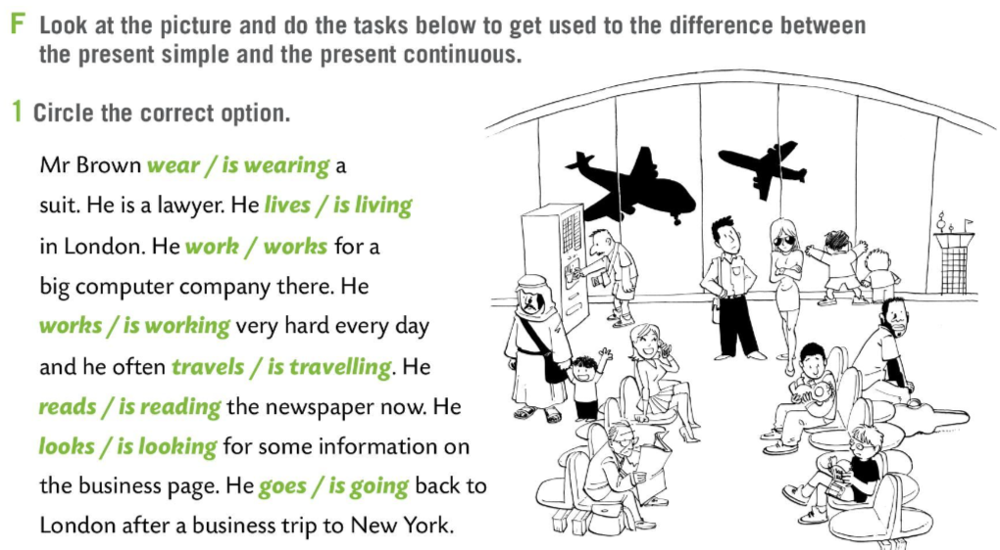 F Look at the picture and do the tasks below to get used to the difference between
the present simple and the present continuous.
1 Circle the correct option.
Mr Brown wear / is wearing a
suit. He is a lawyer. He lives / is living
in London. He work / works for a
big computer company there. He
works / is working very hard every day
and he often travels / is travelling. He
reads / is reading the newspaper now. He
looks / is looking for some information on
the business page. He goes / is going back to
London after a business trip to New York.